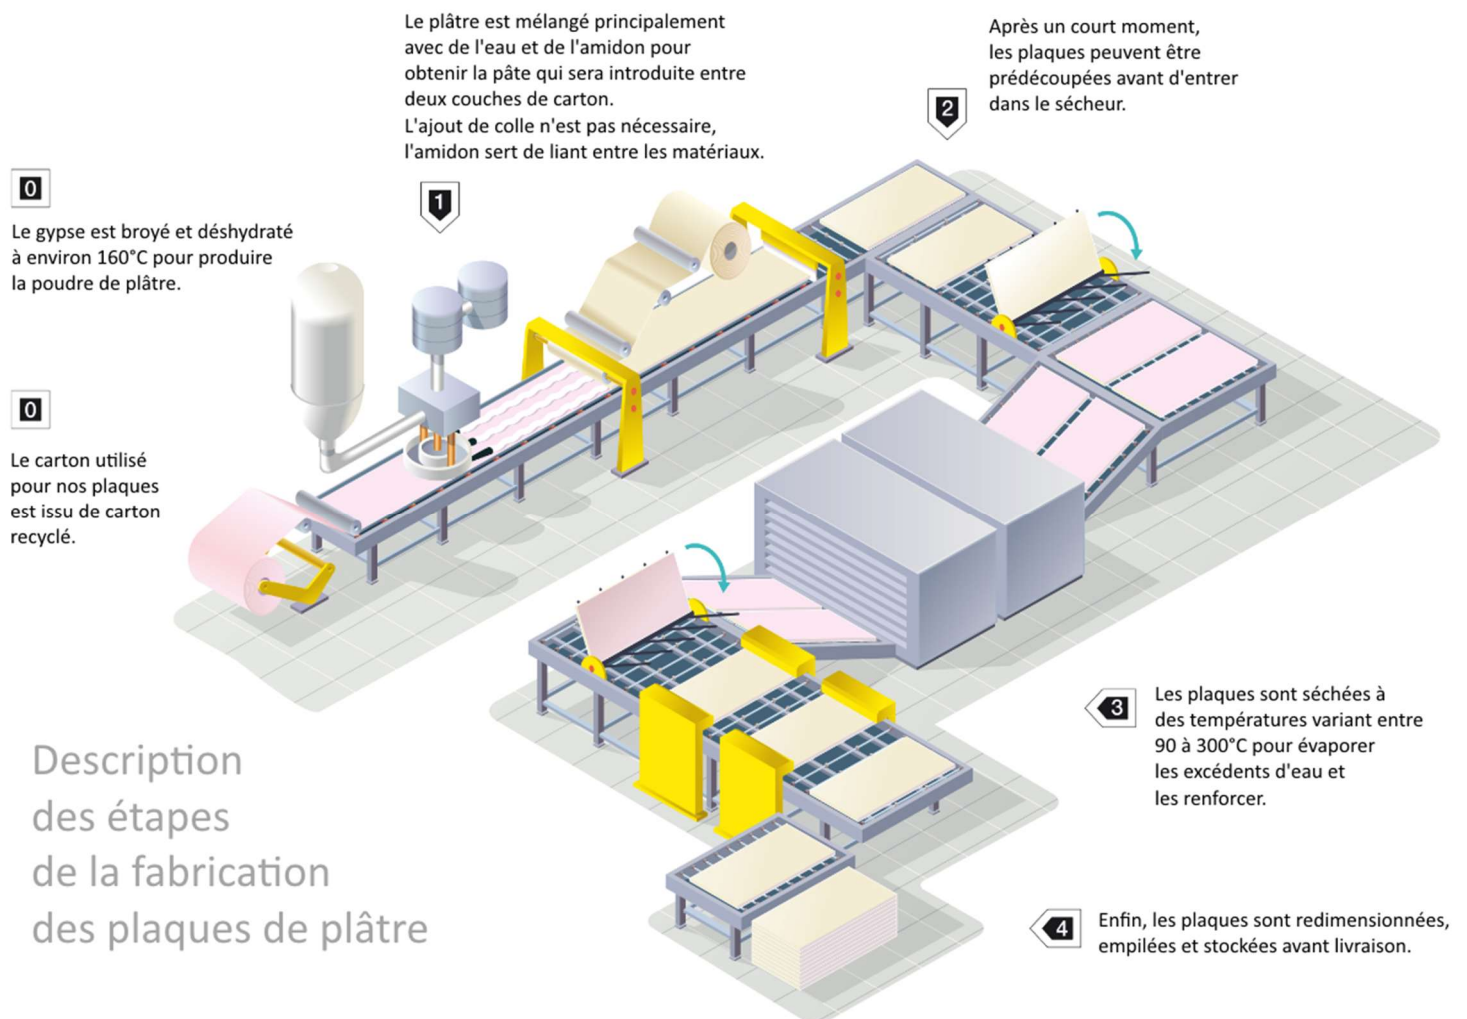 Le plâtre est mélangé principalement
avec de l'eau et de l'amidon pour
obtenir la pâte qui sera introduite entre
deux couches de carton.
L'ajout de colle n'est pas nécessaire,
l'amidon sert de liant entre les matériaux.
1
Après un court moment,
les plaques peuvent être
prédécoupées avant d'entrer
dans le sécheur.
2
0
Le gypse est broyé et déshydraté
à environ 160°C pour produire
la poudre de plâtre.
0
Le carton utilisé
pour nos plaques
est issu de carton
recyclé.
3
Les plaques sont séchées à
des températures variant entre
90 à 300°C pour évaporer
les excédents d'eau et
les renforcer.
Description
des étapes
de la fabrication
des plaques de plâtre
4
Enfin, les plaques sont redimensionnées,
empilées et stockées avant livraison.